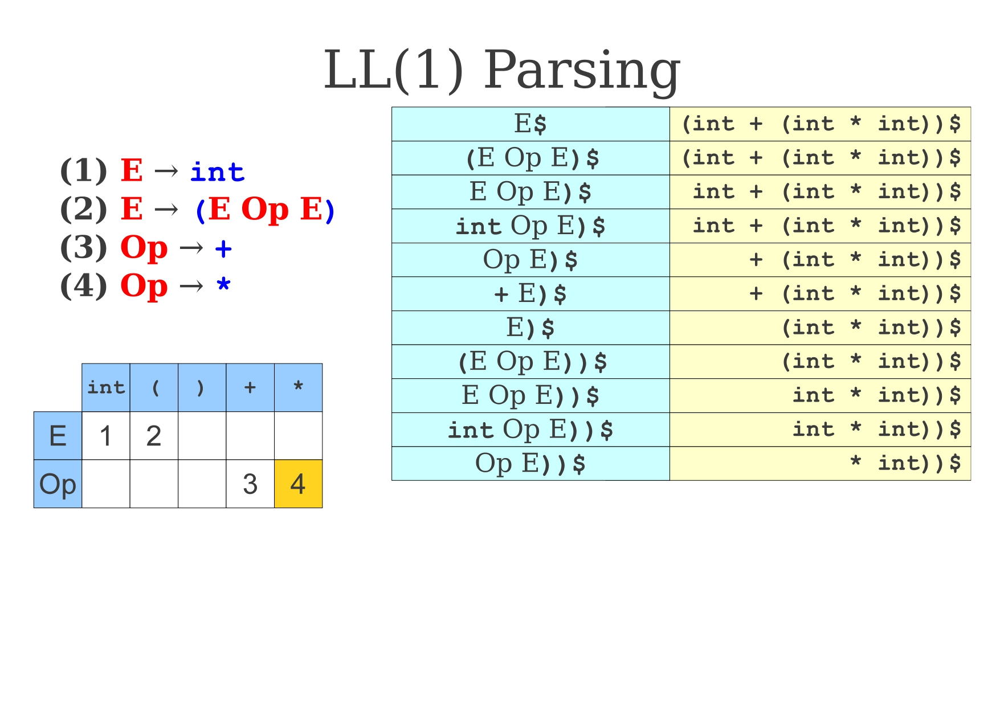 LL(1) Parsing
(1) E → int
(2) E → (E Op E)
(3) Op → +
(4) Op → *
int ( ) + *
E 1 2
Op 3 4
E$ (int + (int * int))$
(E Op E)$ (int + (int * int))$
E Op E)$ int + (int * int))$
int Op E)$ int + (int * int))$
Op E)$ + (int * int))$
+ E)$ + (int * int))$
E)$ (int * int))$
(E Op E))$ (int * int))$
E Op E))$ int * int))$
int Op E))$ int * int))$
Op E))$ * int))$